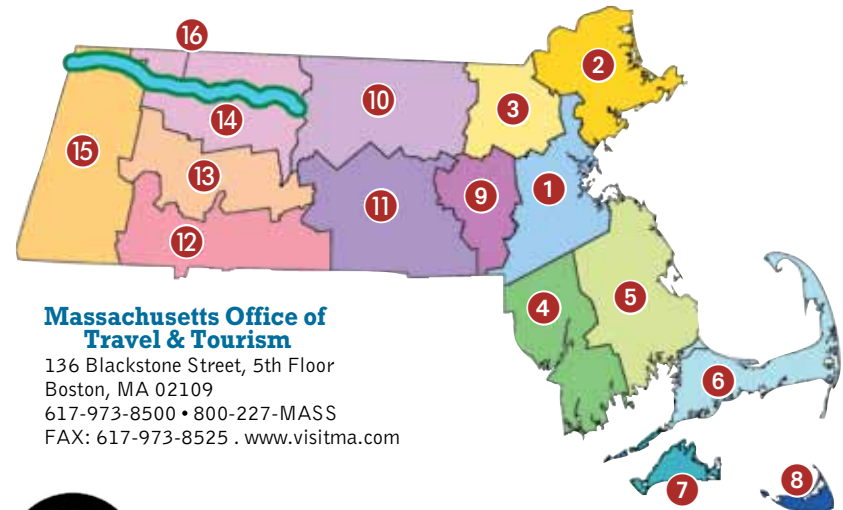 16
2
10
3
14
15
13
1
9
11
12
5
4
6
8
7
Massachusetts Office of
Travel & Tourism
136 Blackstone Street, 5th Floor
Boston, MA 02109
617-973-8500 • 800-227-MASS
FAX: 617-973-8525 . www.visitma.com